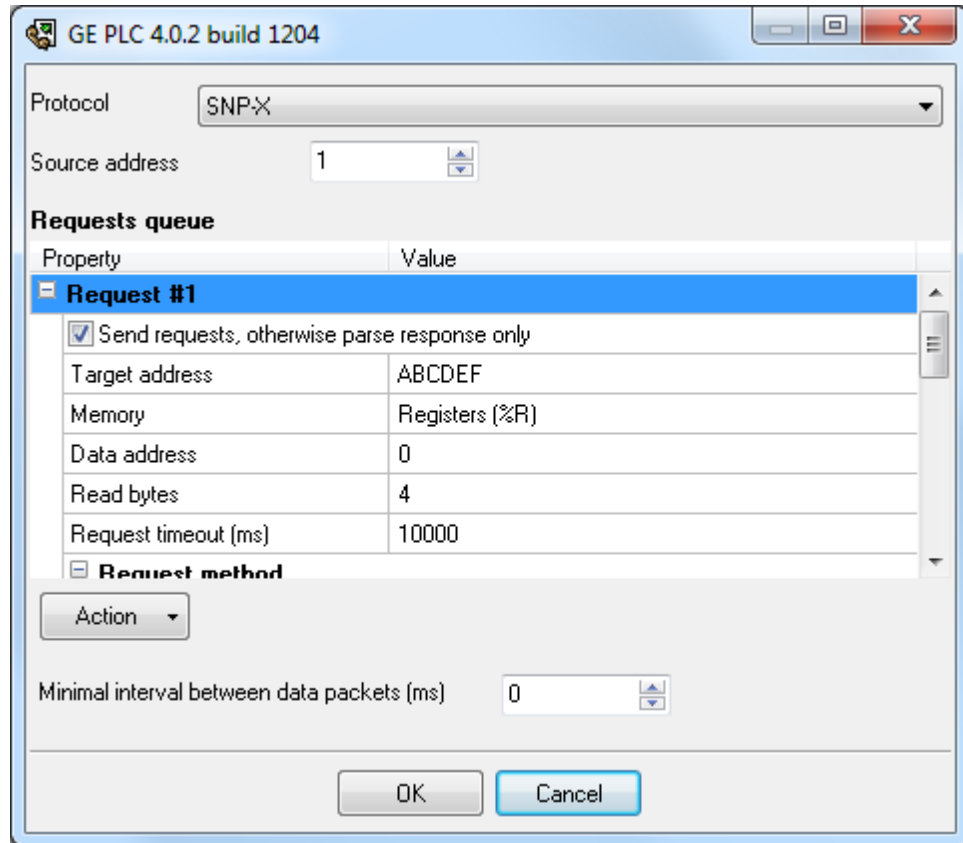 GE PLC 4.0.2 build 1204
Protocol SNP-X
Source address 1
Requests queue
Property Value
Request #1
Send requests, otherwise parse response only
Target address ABCDEF
Memory Registers (%R)
Data address 0
Read bytes 4
Request timeout (ms) 10000
Request method
Action
Minimal interval between data packets (ms) 0
OK Cancel